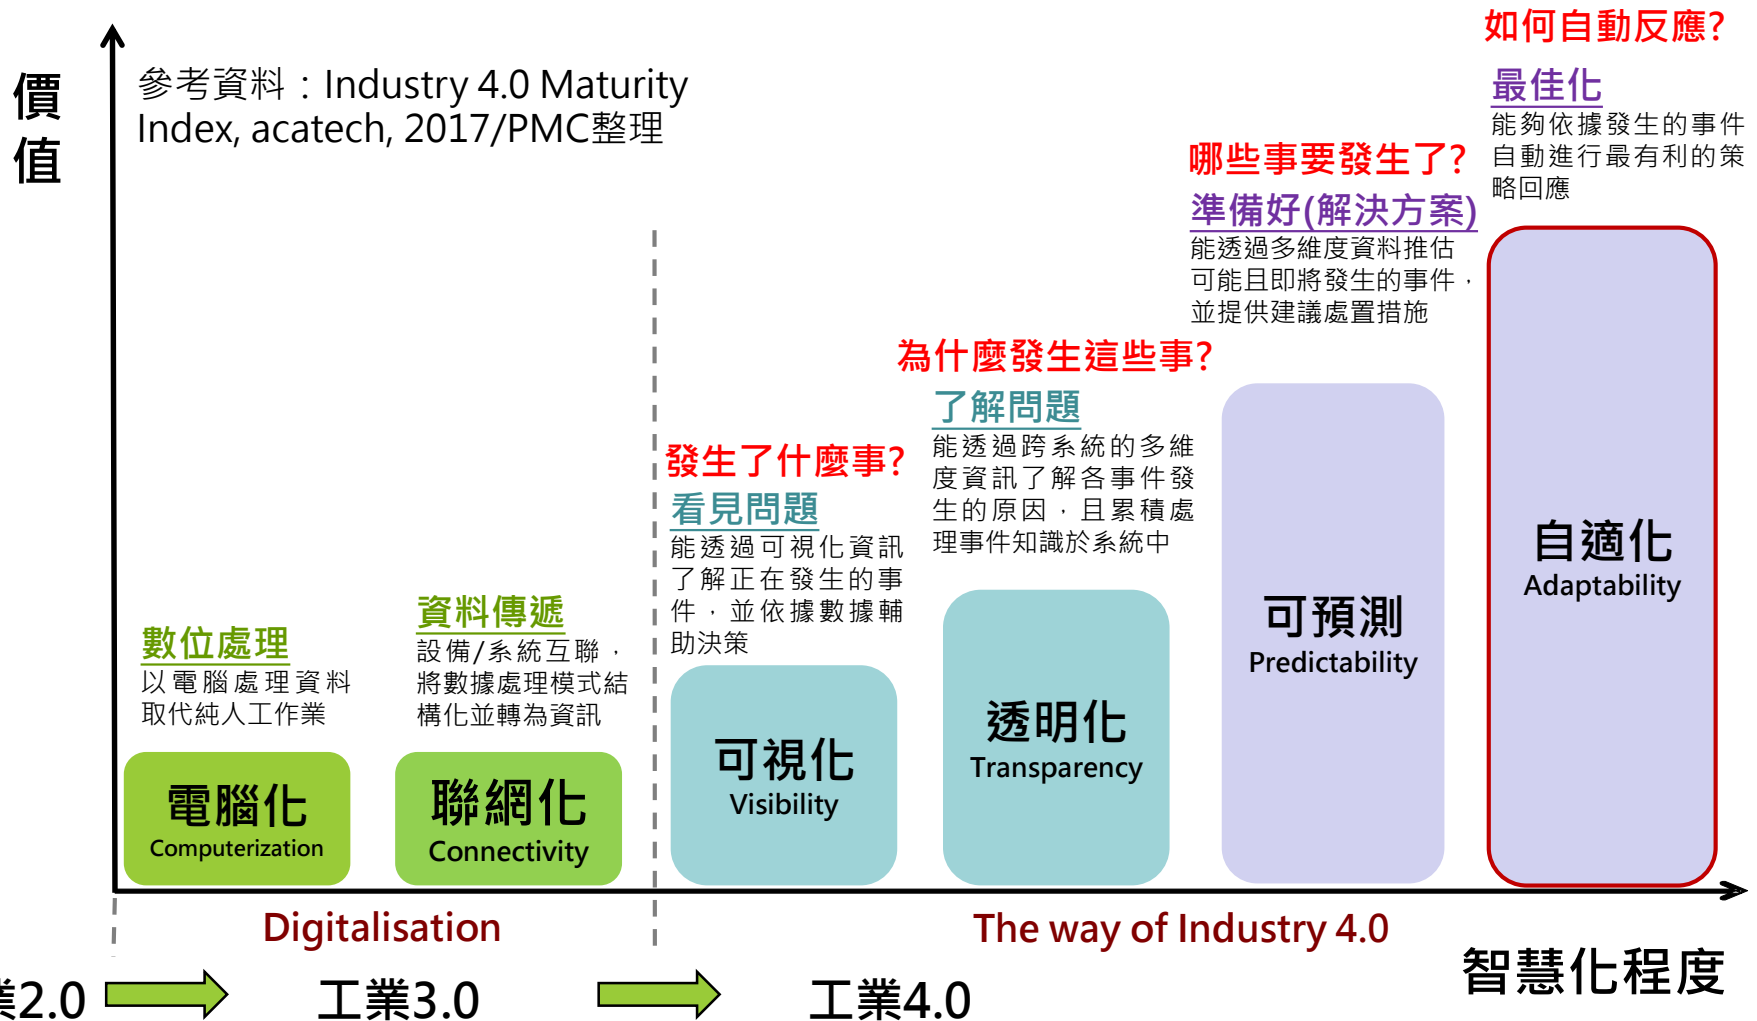 價
值
參考資料：Industry 4.0 Maturity
Index, acatech, 2017/PMC整理
數位處理
以電腦處理資料
取代純人工作業
電腦化
Computerization
資料傳遞
設備/系統互聯，
將數據處理模式結
構化並轉為資訊
聯網化
Connectivity
發生了什麼事?
看見問題
能透過可視化資訊
了解正在發生的事
件，並依據數據輔
助決策
可視化
Visibility
為什麼發生這些事?
了解問題
能透過跨系統的多維
度資訊了解各事件發
生的原因，且累積處
理事件知識於系統中
透明化
Transparency
哪些事要發生了?
準備好(解決方案)
能透過多維度資料推估
可能且即將發生的事件，
並提供建議處置措施
可預測
Predictability
如何自動反應?
最佳化
能夠依據發生的事件
自動進行最有利的策
略回應
自適化
Adaptability
Digitalisation
The way of Industry 4.0
智慧化程度
業2.0
工業3.0
工業4.0